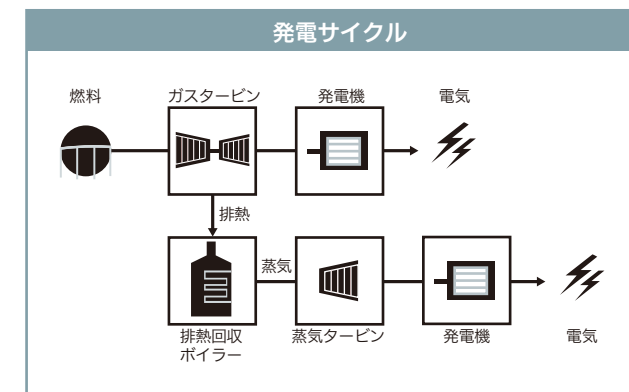 発電サイクル
燃料
ガスタービン
発電機
電気
排熱
蒸気
排熱回収
ボイラー
蒸気タービン
発電機
電気